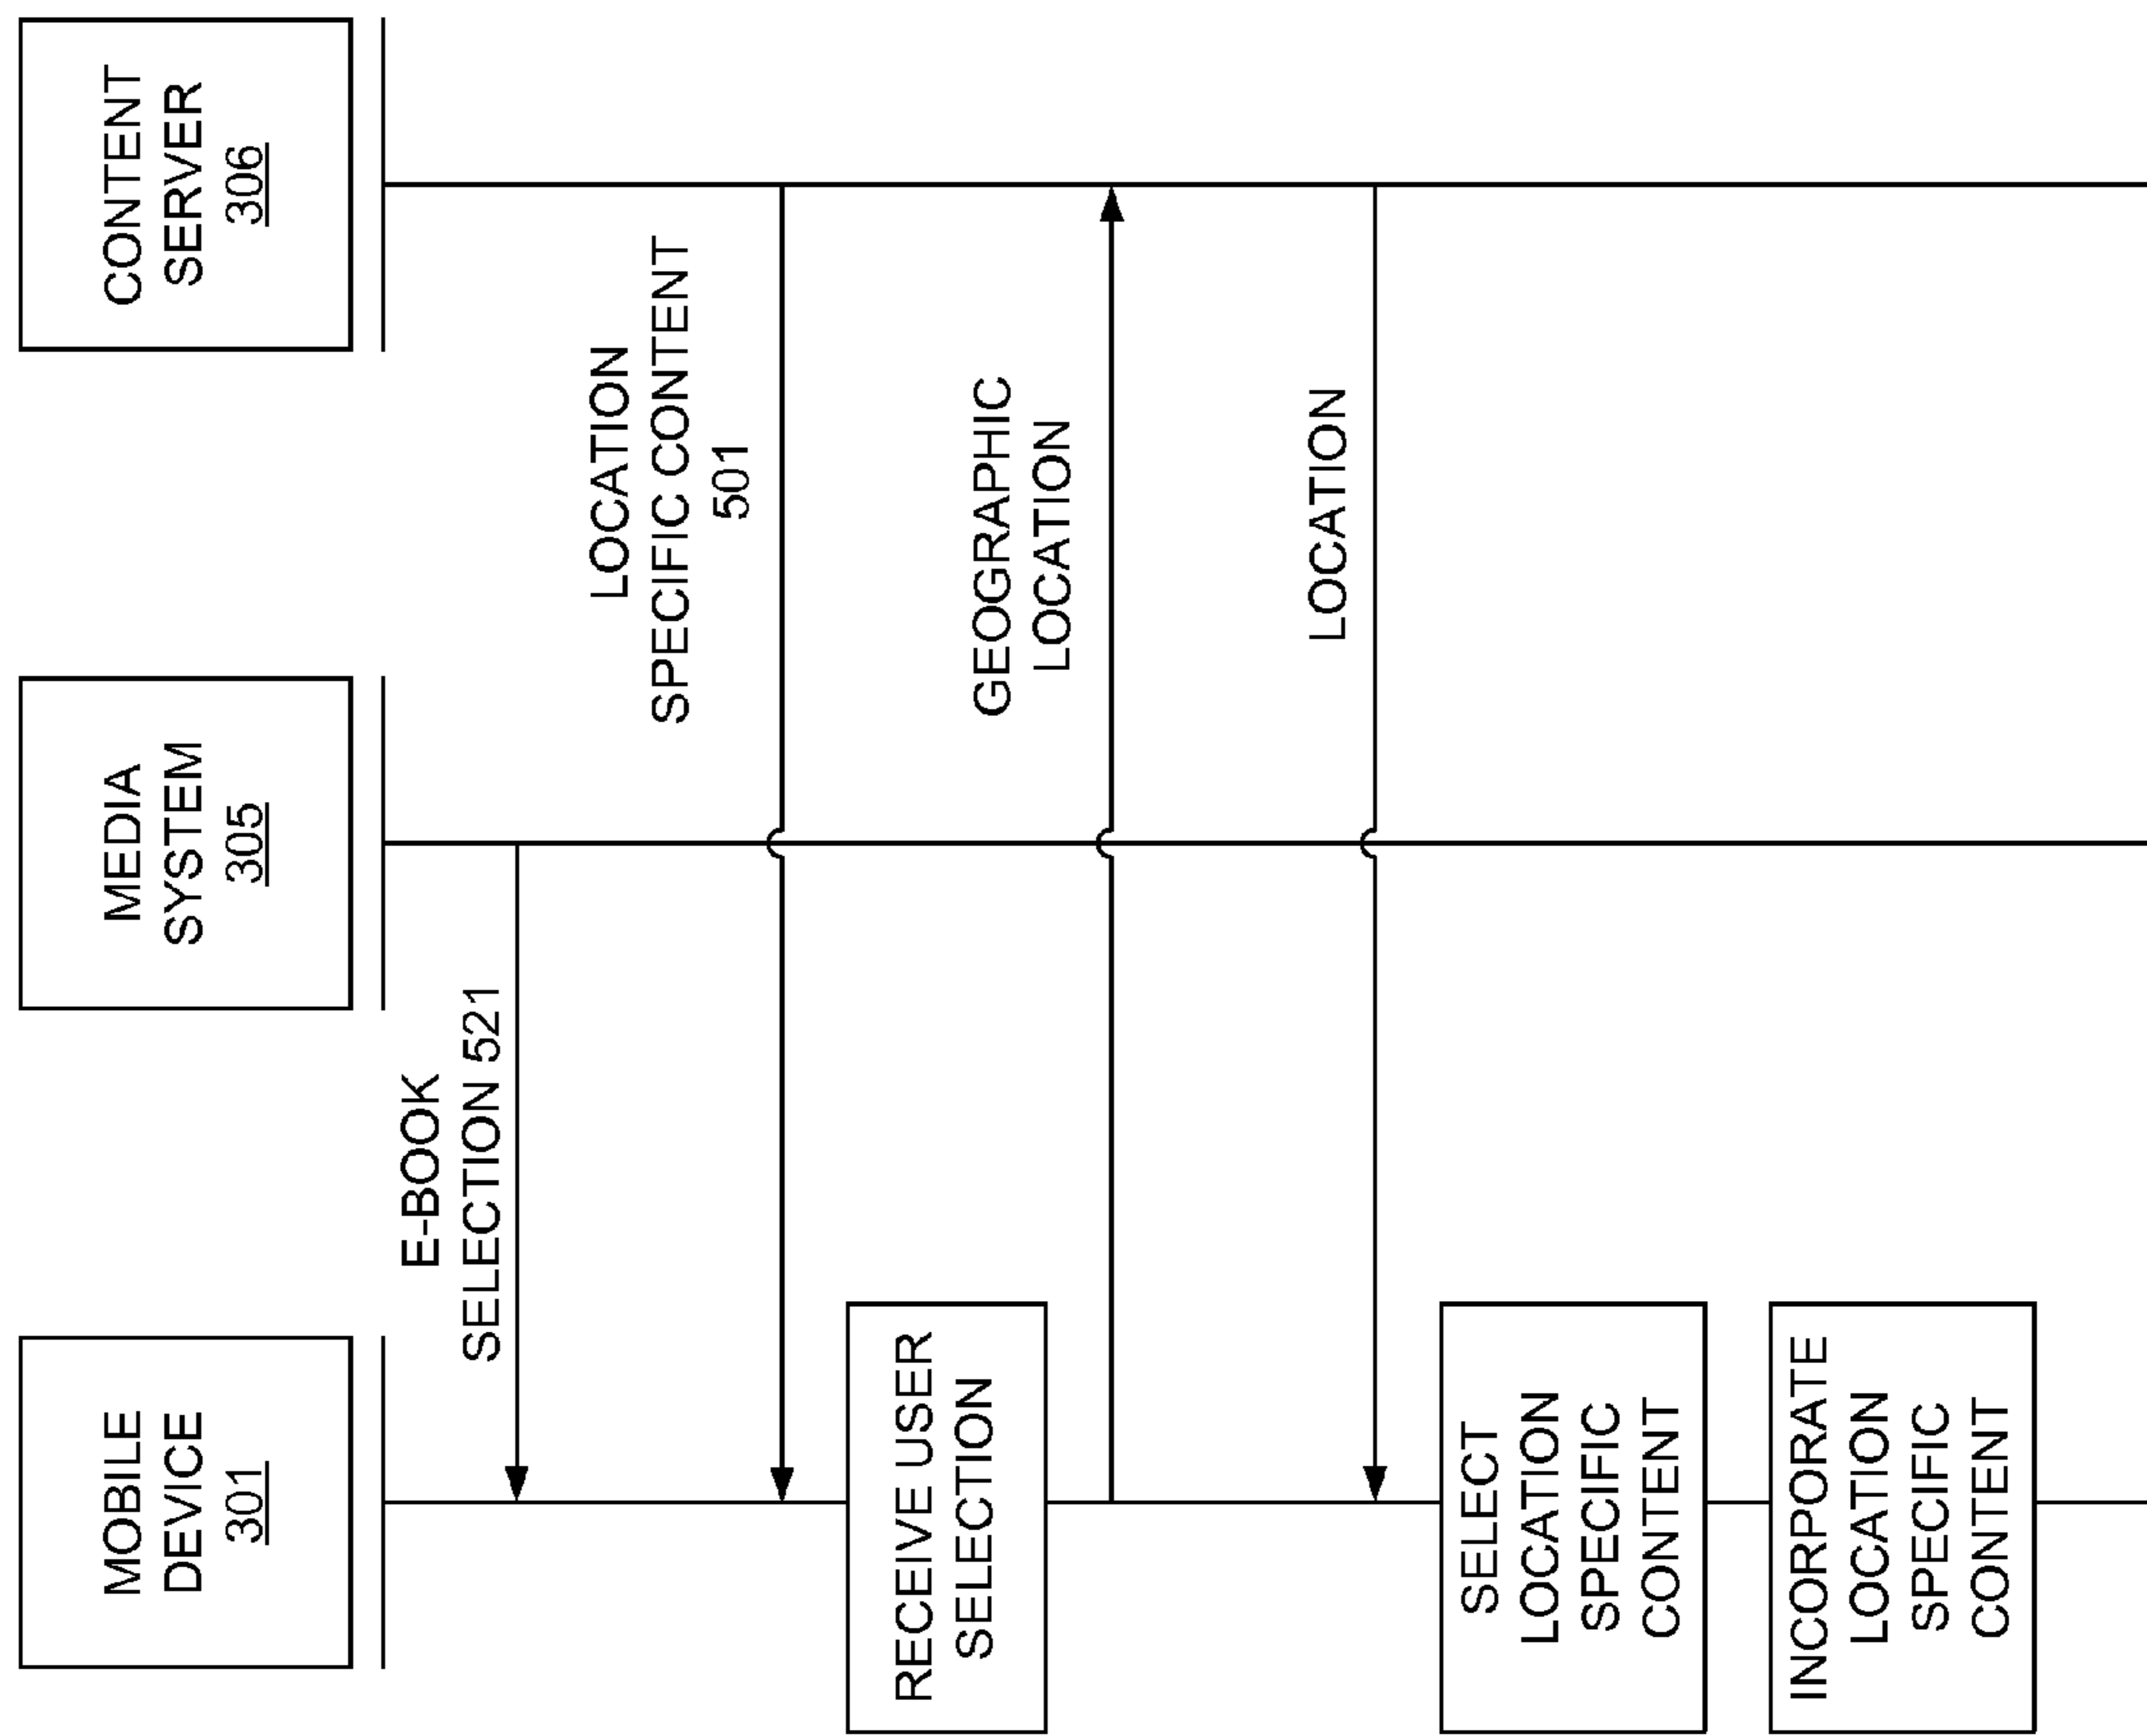 MOBILE
DEVICE
301
MEDIA
SYSTEM
305
CONTENT
SERVER
306
E-BOOK
SELECTION 521
LOCATION
SPECIFIC CONTENT
501
RECEIVE USER
SELECTION
GEOGRAPHIC
LOCATION
LOCATION
SELECT
LOCATION
SPECIFIC
CONTENT
INCORPORATE
LOCATION
SPECIFIC
CONTENT